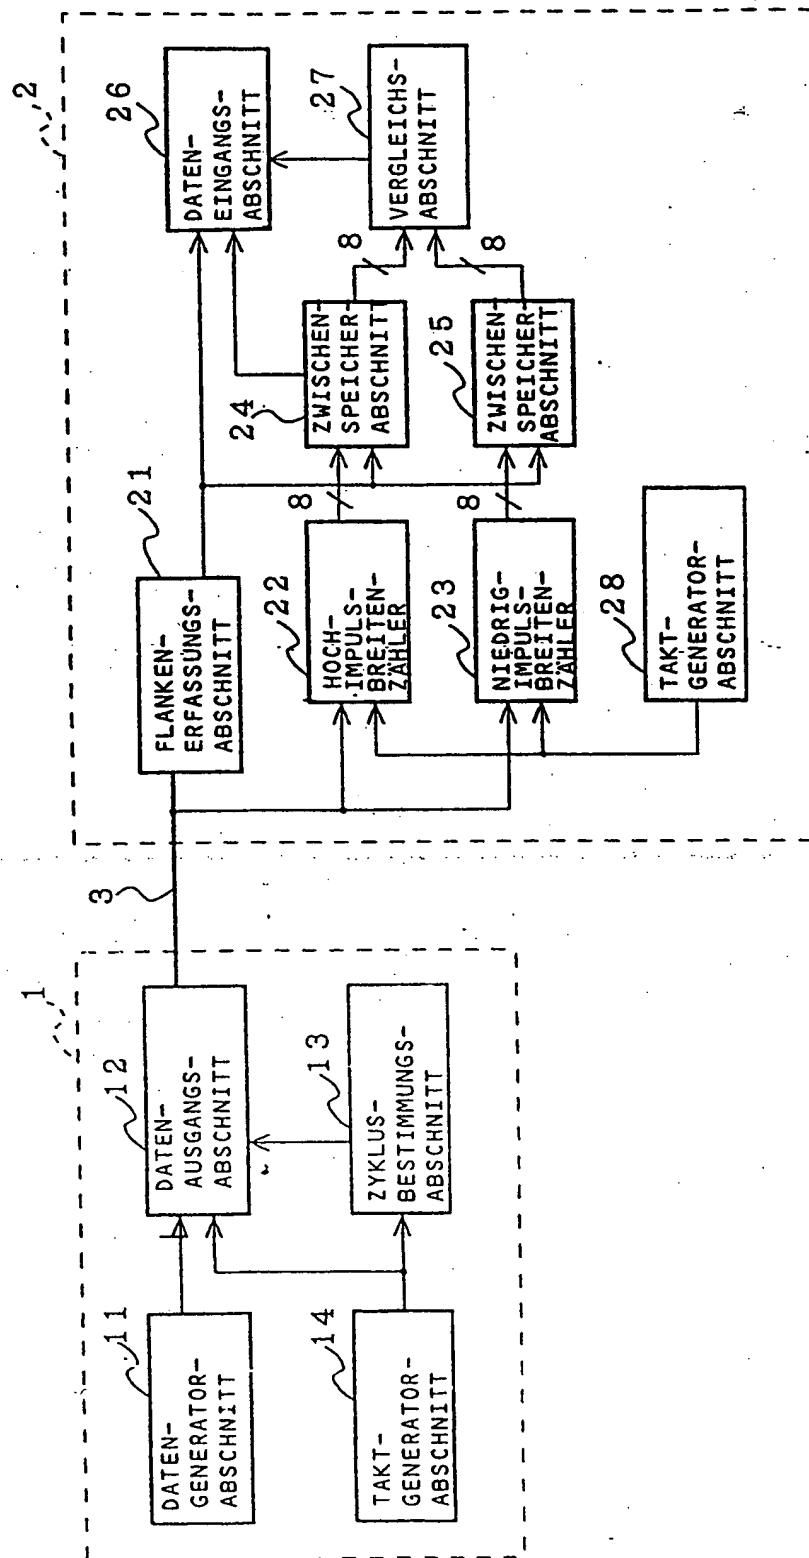 1
11
DATEN-
GENERATOR-
ABSCHNITT
12
DATEN-
AUSGANGS-
ABSCHNITT
14
TAKT-
GENERATOR-
ABSCHNITT
13
ZYKLUS-
BESTIMMUNGS-
ABSCHNITT
3
2
21
FLANKEN-
ERFASSUNGS-
ABSCHNITT
26
DATEN-
EINGANGS-
ABSCHNITT
22
HOCH-
IMPULS-
BREITEN-
ZÄHLER
8
24
ZWISCHEN-
SPEICHER-
ABSCHNITT
8
27
VERGLEICHS-
ABSCHNITT
23
NIEDRIG-
IMPULS-
BREITEN-
ZÄHLER
8
25
ZWISCHEN-
SPEICHER-
ABSCHNITT
8
28
TAKT-
GENERATOR-
ABSCHNITT